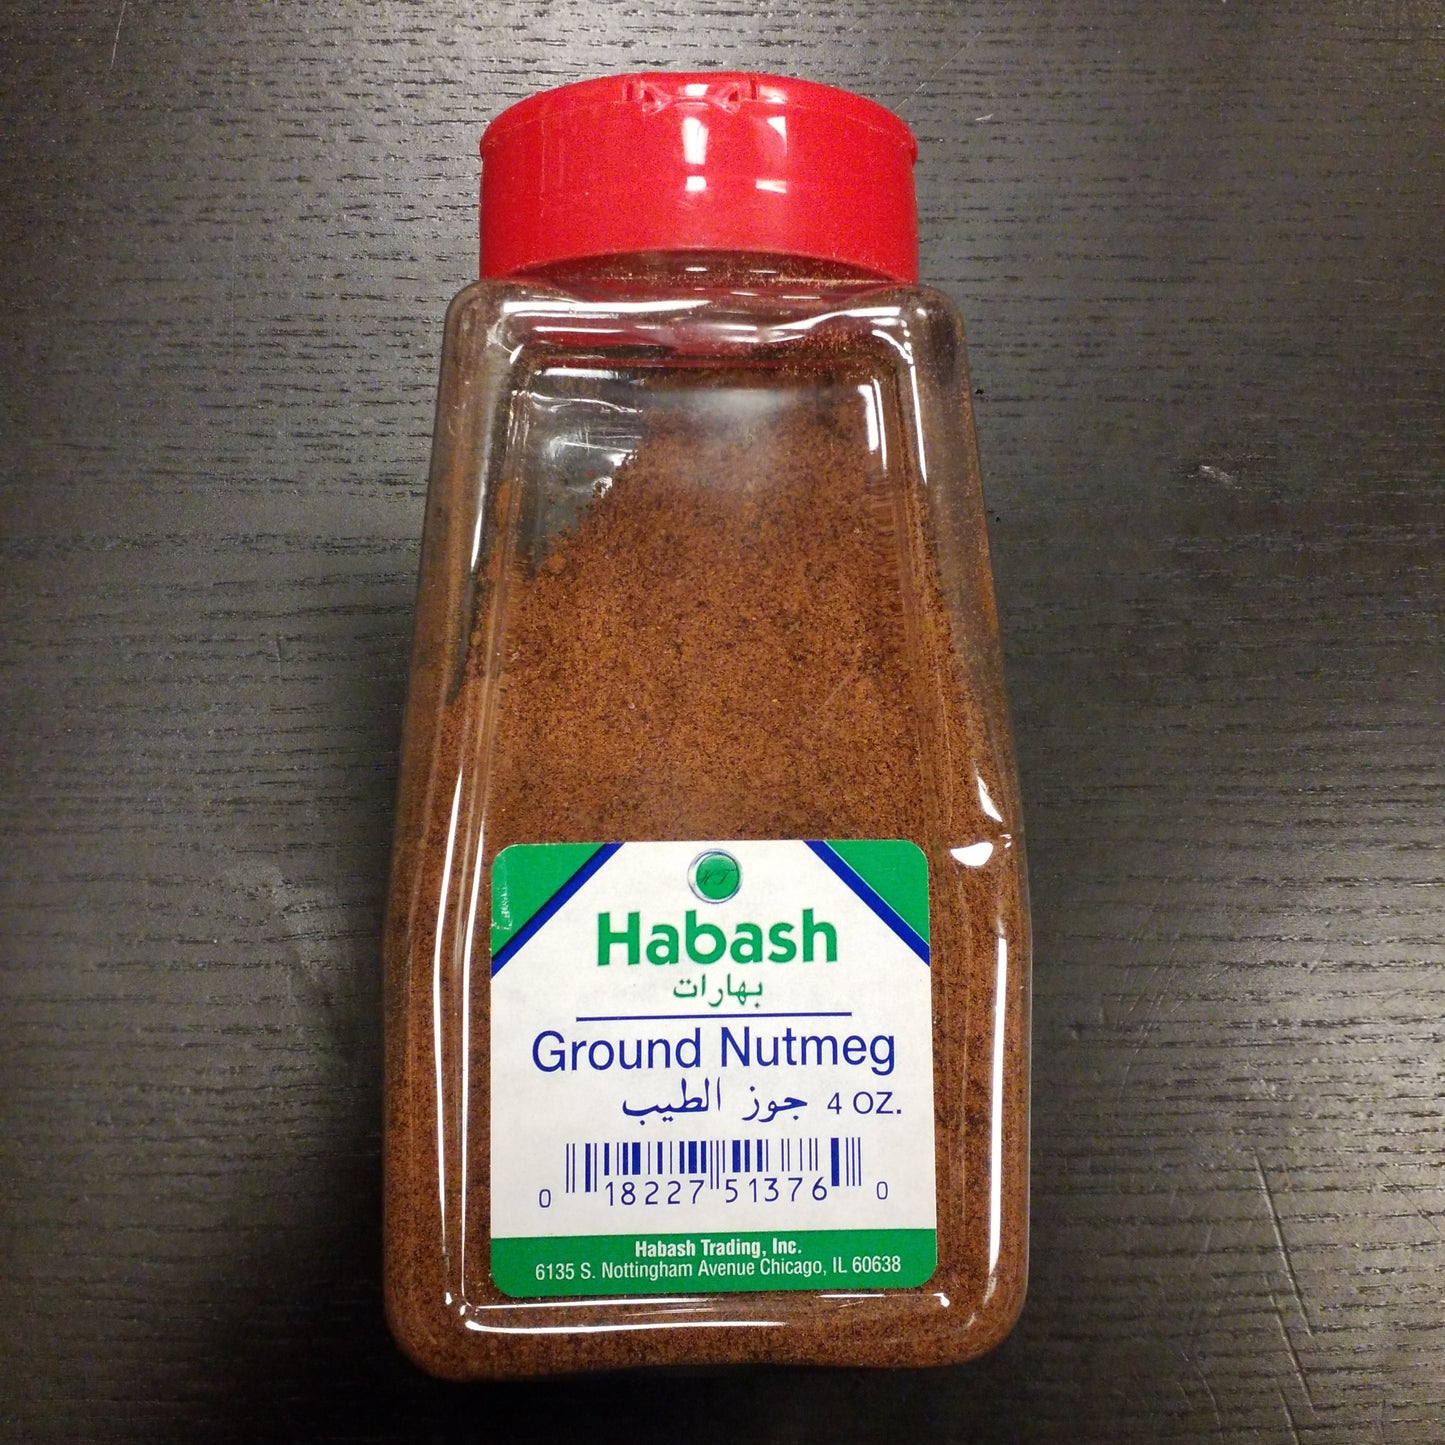 HT
Habash
بهارات
Ground Nutmeg
جوز الطيب 4 OZ.
0 18227 51376 0
Habash Trading, Inc.
6135 S. Nottingham Avenue Chicago, IL 60638